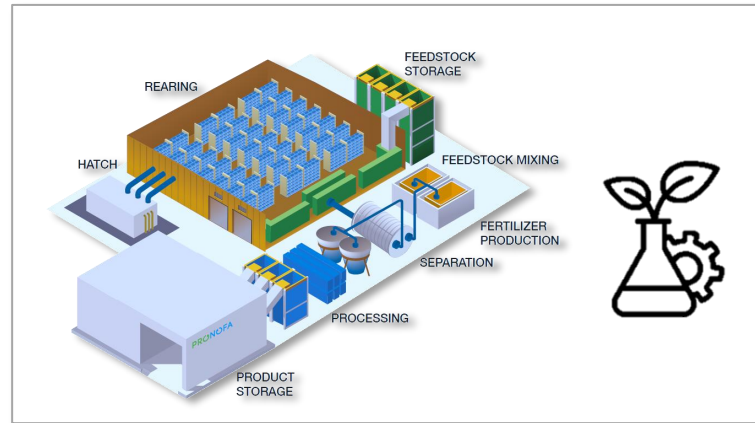 FEEDSTOCK
STORAGE
REARING
HATCH
FEEDSTOCK MIXING
FERTILIZER
PRODUCTION
SEPARATION
PROCESSING
PRONOFA
PRODUCT
STORAGE